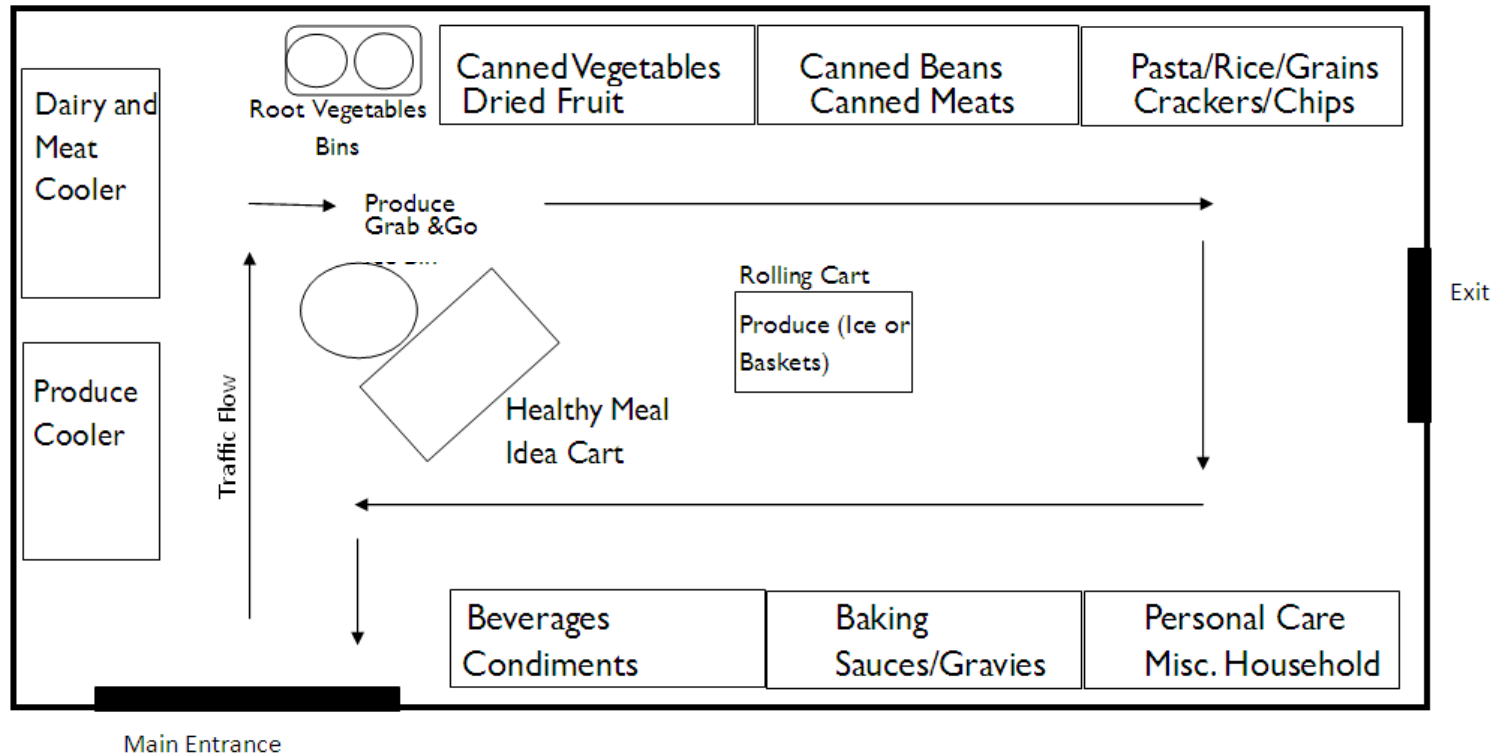 Dairy and
Meat
Cooler
Root Vegetables
Bins
Canned Vegetables
Dried Fruit
Canned Beans
Canned Meats
Pasta/Rice/Grains
Crackers/Chips
Produce
Grab &Go
Rolling Cart
Produce (Ice or
Baskets)
Exit
Produce
Cooler
Traffic Flow
Healthy Meal
Idea Cart
Beverages
Condiments
Baking
Sauces/Gravies
Personal Care
Misc. Household
Main Entrance